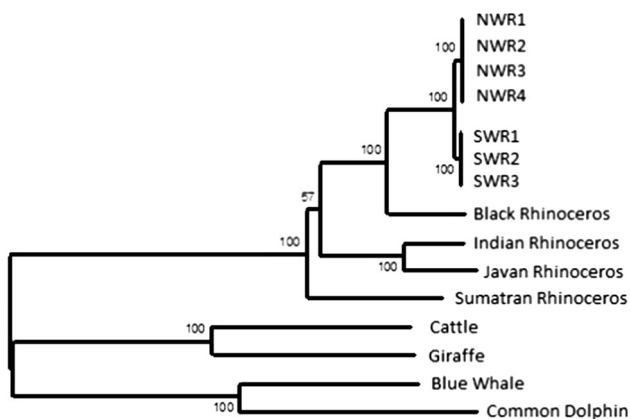 NWR1
100
NWR2
NWR3
100
NWR4
SWR1
100
SWR2
100
SWR3
57
Black Rhinoceros
100
Indian Rhinoceros
100
Javan Rhinoceros
Sumatran Rhinoceros
100
Cattle
Giraffe
Blue Whale
100
Common Dolphin